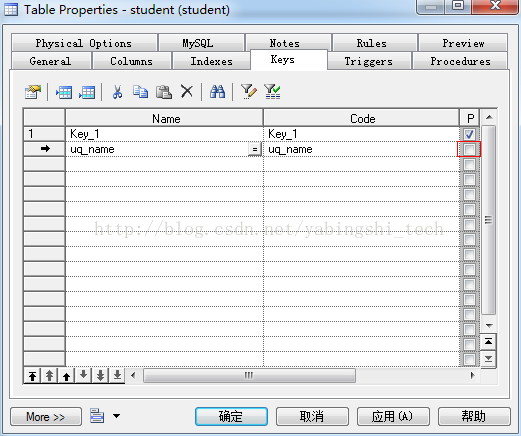 Table Properties - student (student)
Physical Options MySQL Notes Rules Preview
General Columns Indexes Keys Triggers Procedures
Name Code P
1 Key_1 Key_1
uq_name = uq_name
http://blog.csdn.net/yabingshi_tech
More >> 确定 取消 应用(A) 帮助